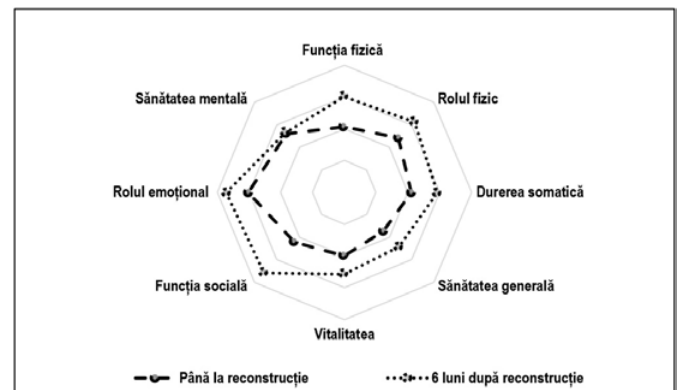 Funcția fizică
Sănătatea mentală
Rolul fizic
Rolul emoțional
Durerea somatică
Funcția socială
Sănătatea generală
Vitalitatea
Până la reconstrucție
6 luni după reconstrucție